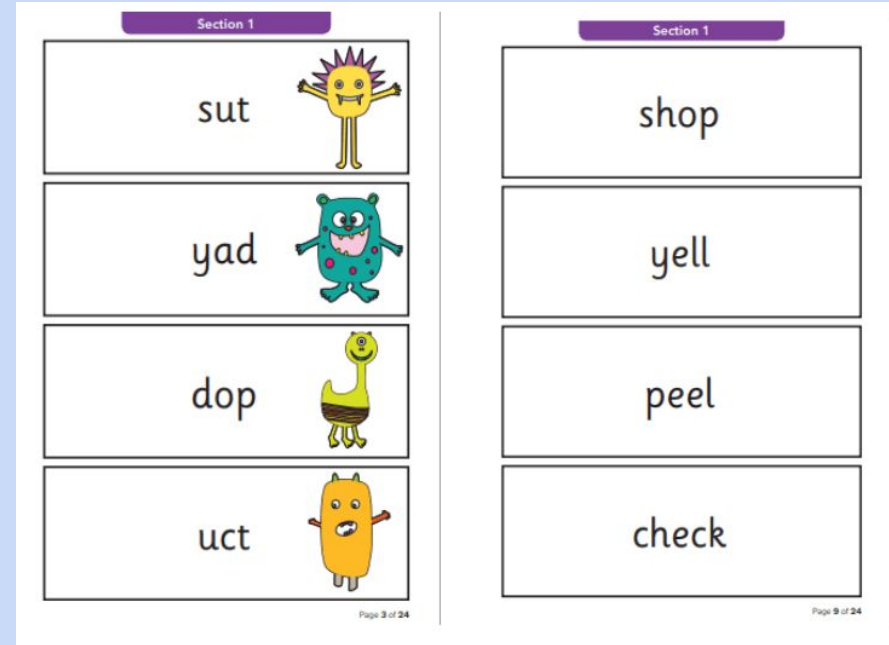 Section 1
sut
yad
dop
uct
Page 3 of 24
Section 1
shop
yell
peel
check
Page 9 of 24